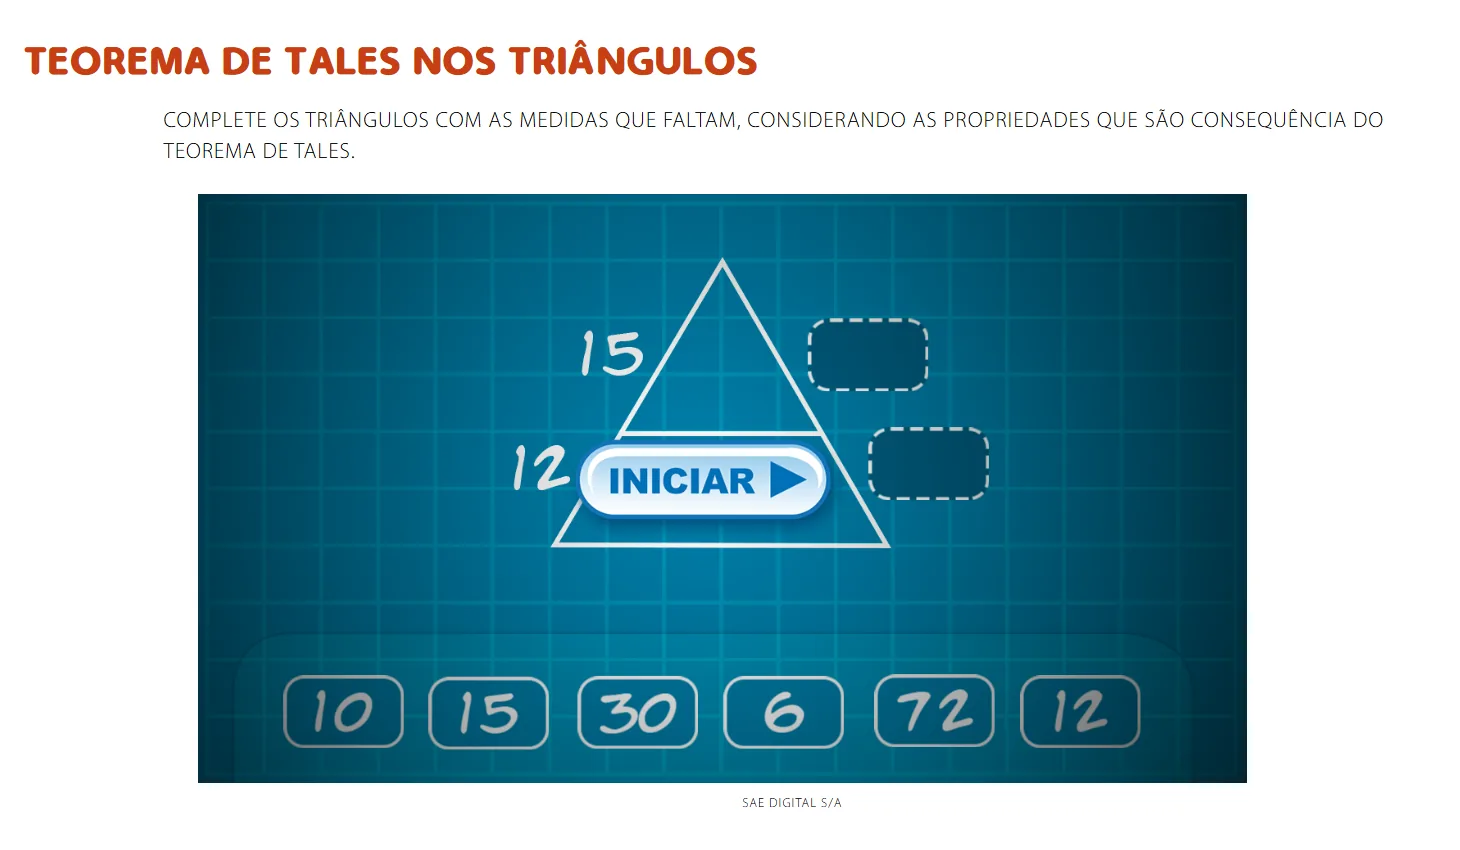 TEOREMA DE TALES NOS TRIÂNGULOS
COMPLETE OS TRIÂNGULOS COM AS MEDIDAS QUE FALTAM, CONSIDERANDO AS PROPRIEDADES QUE SÃO CONSEQUÊNCIA DO
TEOREMA DE TALES.
15
12
INICIAR
10 15 30 6 72 12
SAE DIGITAL S/A